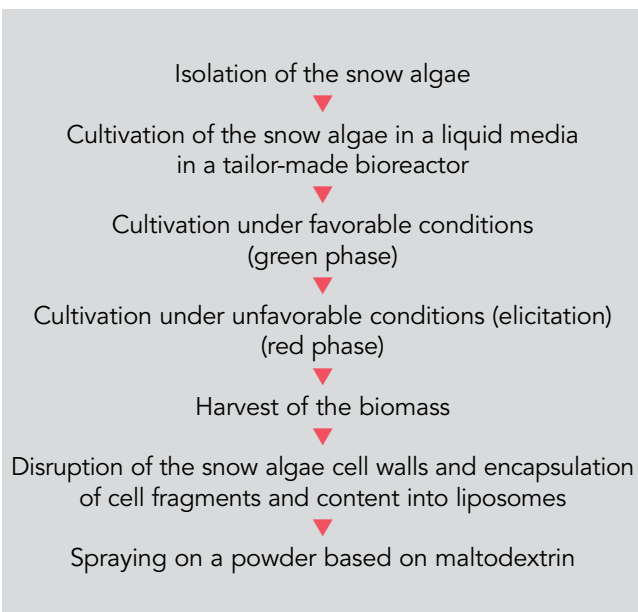 Isolation of the snow algae
Cultivation of the snow algae in a liquid media
in a tailor-made bioreactor
Cultivation under favorable conditions
(green phase)
Cultivation under unfavorable conditions (elicitation)
(red phase)
Harvest of the biomass
Disruption of the snow algae cell walls and encapsulation
of cell fragments and content into liposomes
Spraying on a powder based on maltodextrin